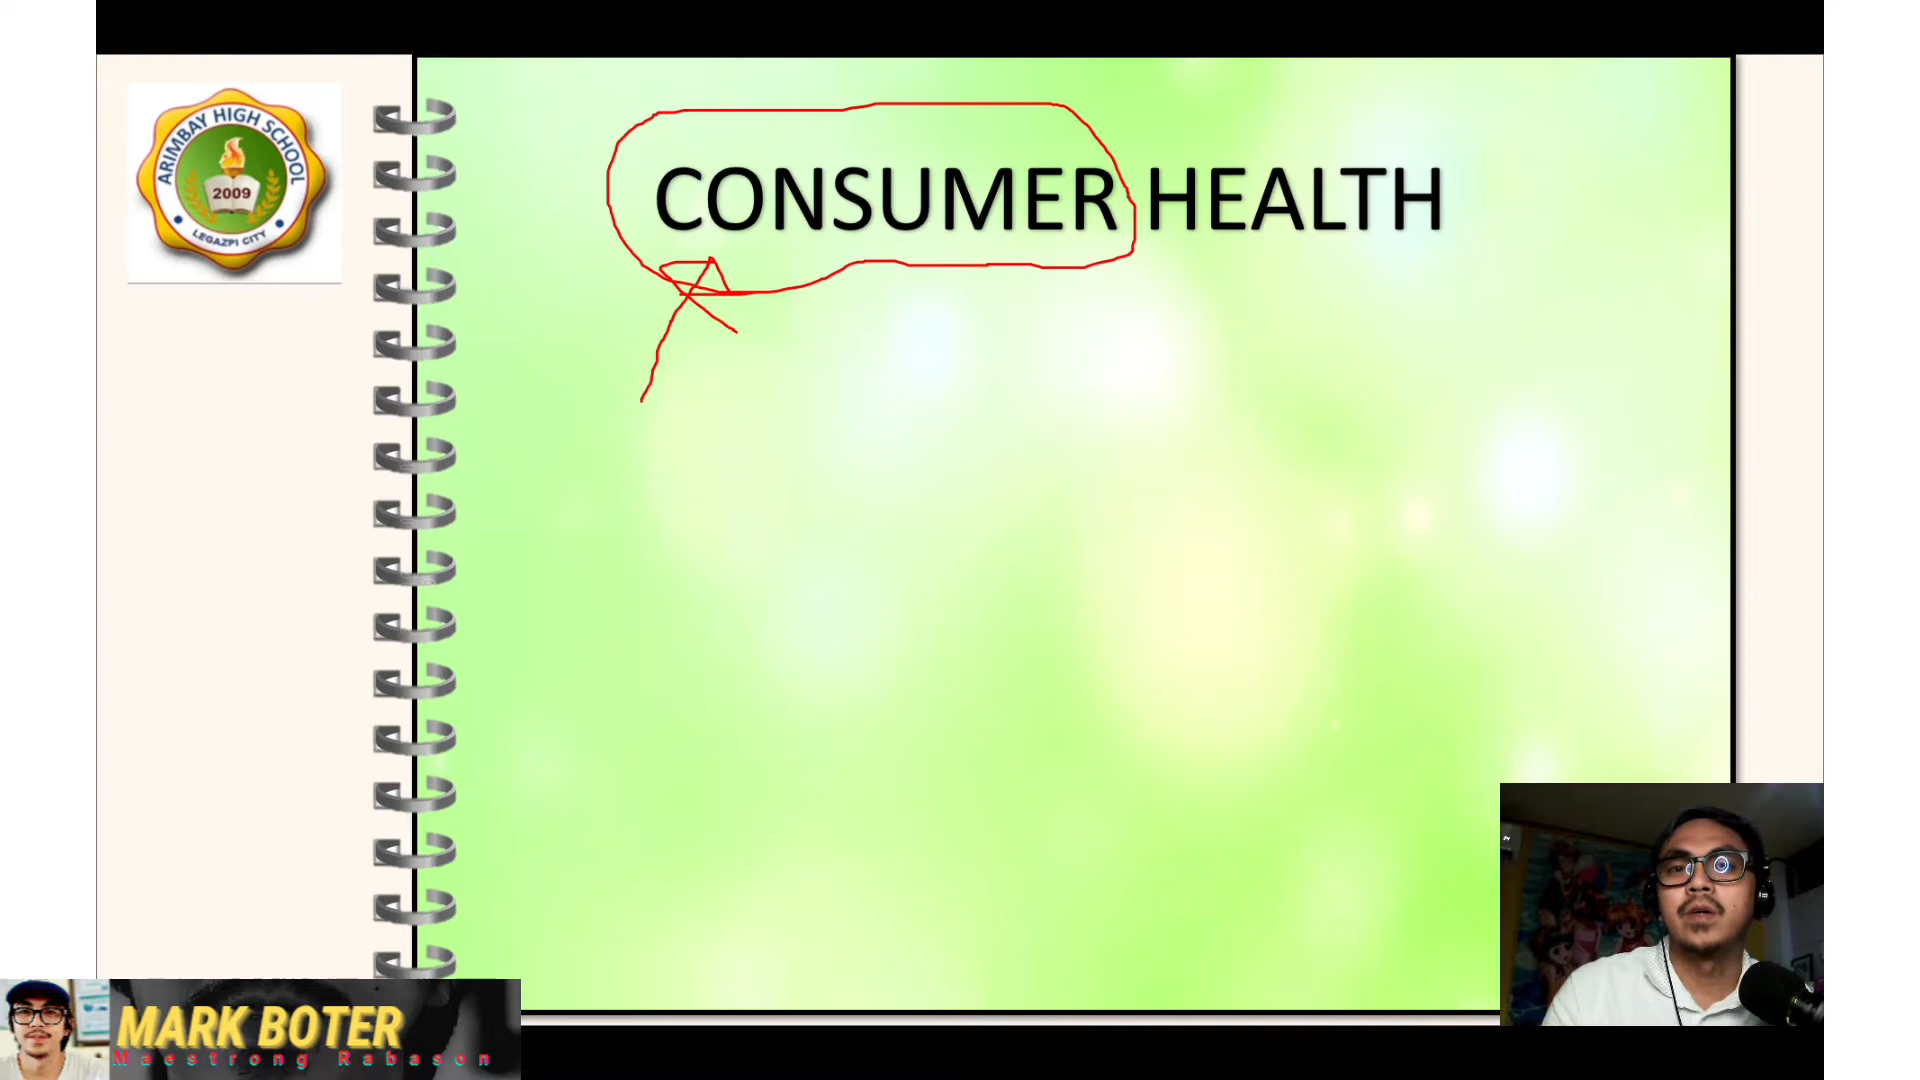 ARIMBAY HIGH SCHOOL
2009
LEGAZPI CITY
CONSUMER HEALTH
MARK BOTER
Maestrong Rabason